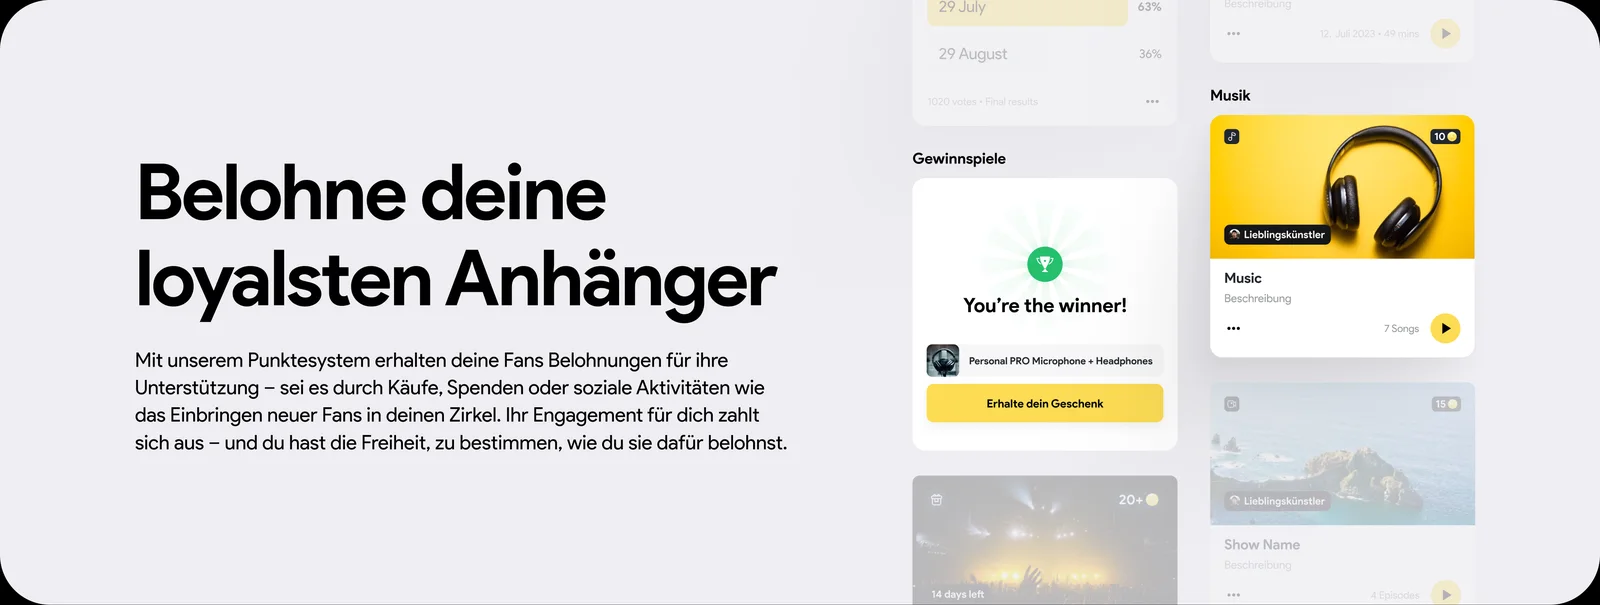 Belohne deine
loyalsten Anhänger
Mit unserem Punktesystem erhalten deine Fans Belohnungen für ihre
Unterstützung – sei es durch Käufe, Spenden oder soziale Aktivitäten wie
das Einbringen neuer Fans in deinen Zirkel. Ihr Engagement für dich zahlt
sich aus – und du hast die Freiheit, zu bestimmen, wie du sie dafür belohnst.
29 July
63%
29 August
36%
1020 votes • Final results
Gewinnspiele
You’re the winner!
Personal PRO Microphone + Headphones
Erhalte dein Geschenk
20+
14 days left
Beschreibung
12. Juli 2023 • 49 mins
Musik
10
Lieblingskünstler
Music
Beschreibung
7 Songs
15
Lieblingskünstler
Show Name
Beschreibung
4 Episodes